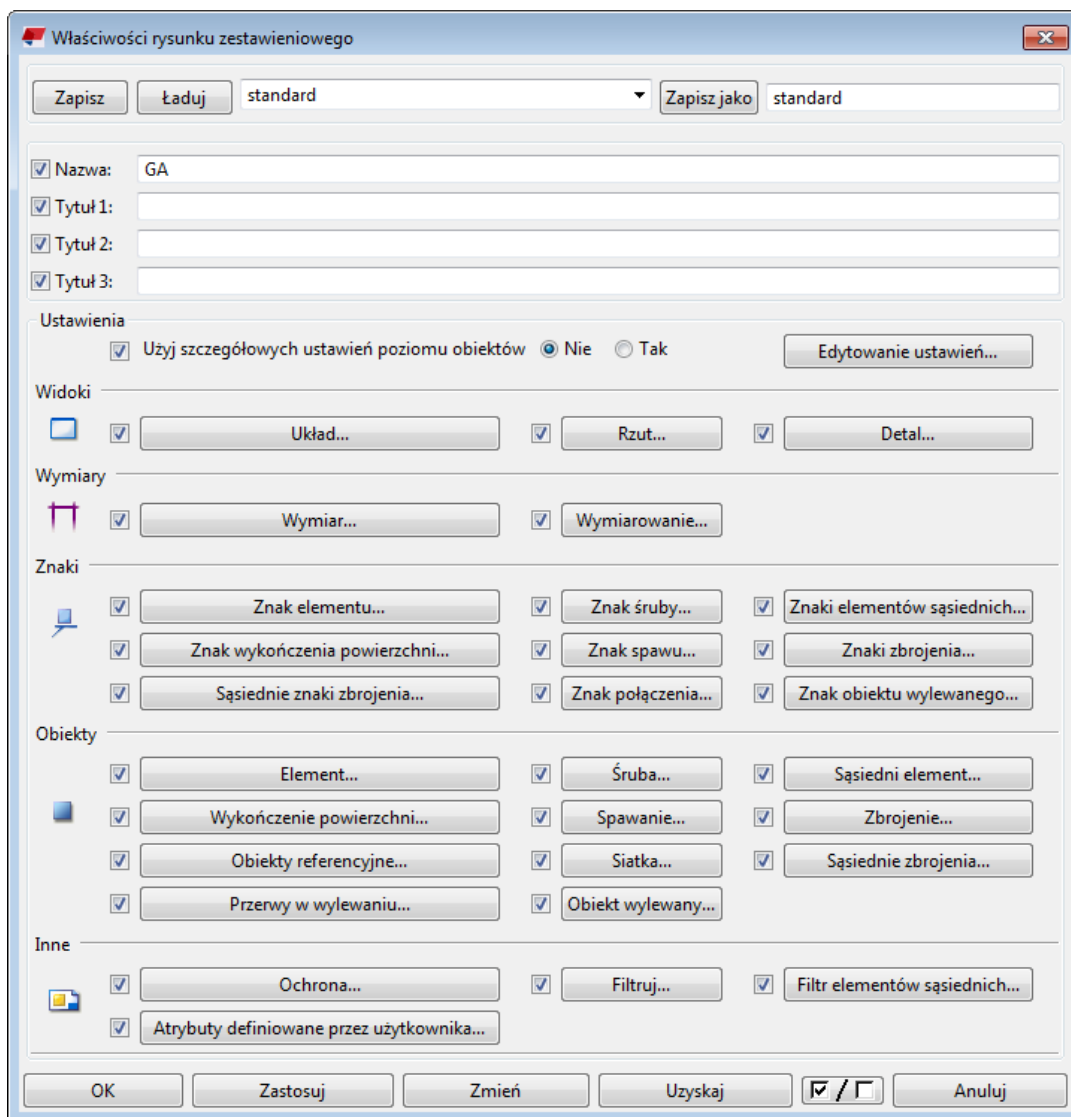 Właściwości rysunku zestawieniowego
Zapisz Ładuj standard Zapisz jako standard
Nazwa: GA
Tytuł 1:
Tytuł 2:
Tytuł 3:
Ustawienia
Użyj szczegółowych ustawień poziomu obiektów Nie Tak Edytowanie ustawień...
Widoki
Układ... Rzut... Detal...
Wymiary
Wymiar... Wymiarowanie...
Znaki
Znak elementu... Znak śruby... Znaki elementów sąsiednich...
Znak wykończenia powierzchni... Znak spawu... Znaki zbrojenia...
Sąsiednie znaki zbrojenia... Znak połączenia... Znak obiektu wylewanego...
Obiekty
Element... Śruba... Sąsiedni element...
Wykończenie powierzchni... Spawanie... Zbrojenie...
Obiekty referencyjne... Siatka... Sąsiednie zbrojenia...
Przerwy w wylewaniu... Obiekt wylewany...
Inne
Ochrona... Filtruj... Filtr elementów sąsiednich...
Atrybuty definiowane przez użytkownika...
OK Zastosuj Zmień Uzyskaj / Anuluj